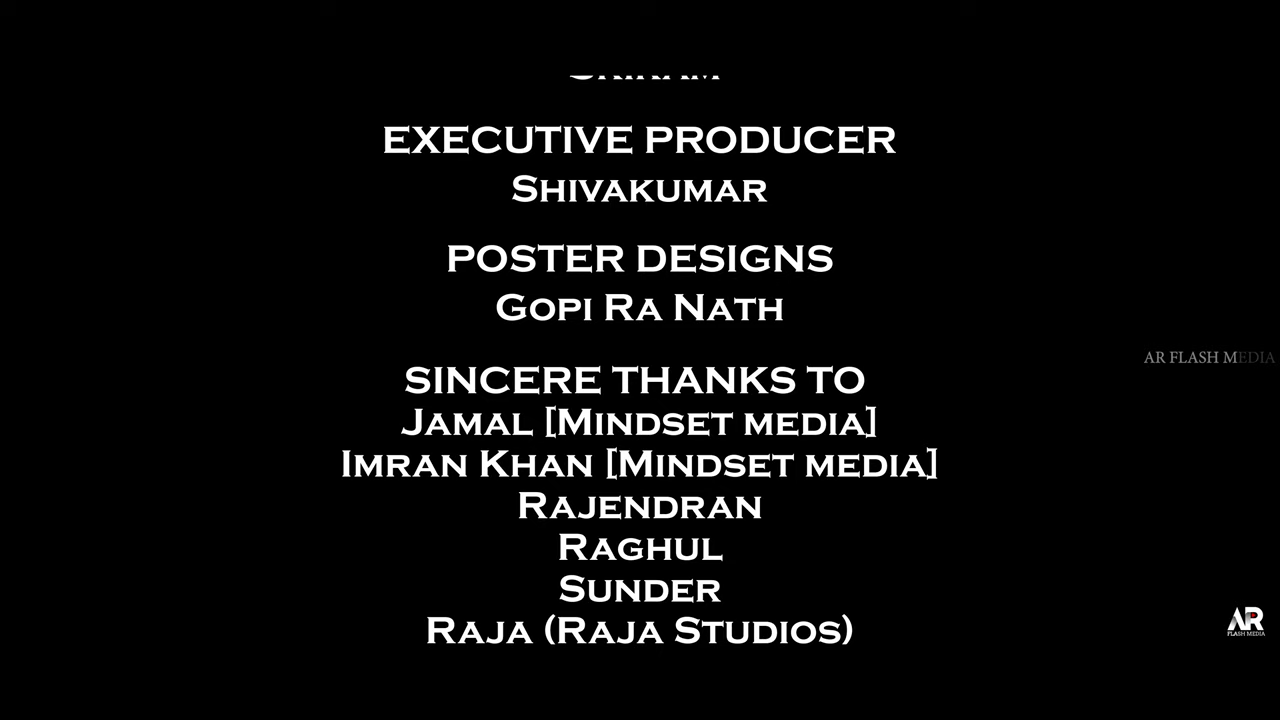 EXECUTIVE PRODUCER
SHIVAKUMAR
POSTER DESIGNS
GOPI RA NATH
SINCERE THANKS TO
JAMAL [MINDSET MEDIA]
IMRAN KHAN [MINDSET MEDIA]
RAJENDRAN
RAGHUL
SUNDER
RAJA (RAJA STUDIOS)
AR FLASH MEDIA
AR
FLASH MEDIA